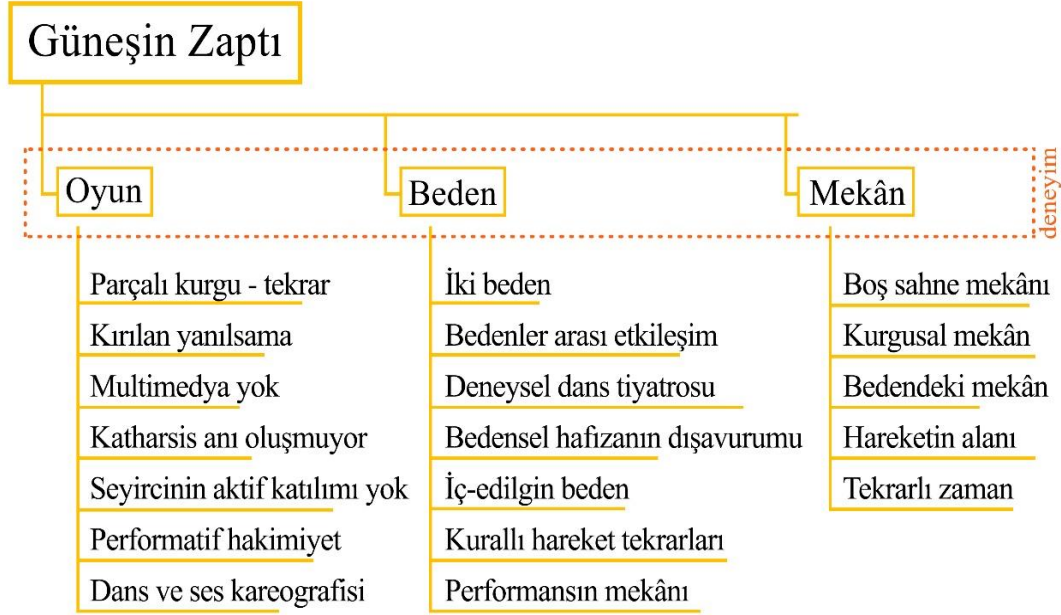 Güneşin Zaptı
Oyun
Beden
Mekân
deneyim
Parçalı kurgu - tekrar
Kırılan yanılsama
Multimedya yok
Katharsis anı oluşmuyor
Seyircinin aktif katılımı yok
Performatif hakimiyet
Dans ve ses kareografisi
İki beden
Bedenler arası etkileşim
Deneysel dans tiyatrosu
Bedensel hafızanın dışavurumu
İç-edilgin beden
Kurallı hareket tekrarları
Performansın mekânı
Boş sahne mekânı
Kurgusal mekân
Bedendeki mekân
Hareketin alanı
Tekrarlı zaman